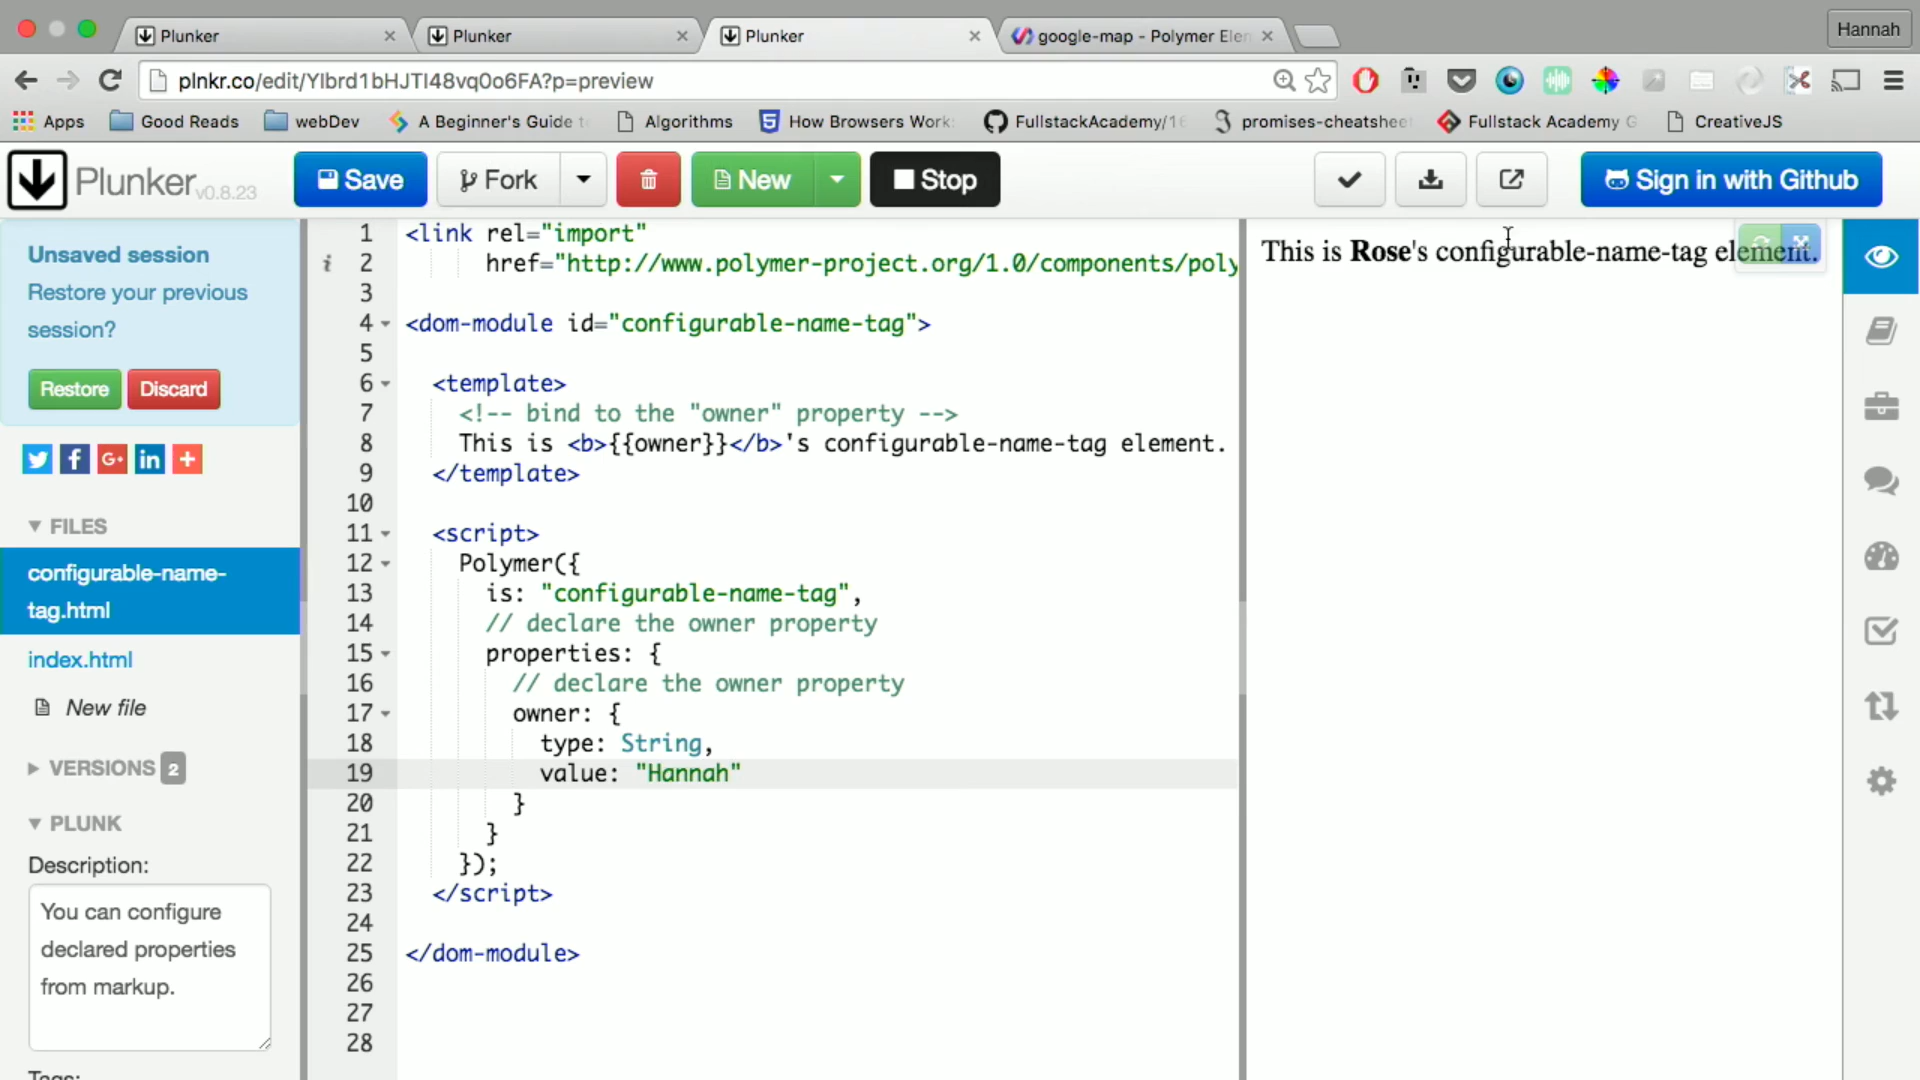 Plunker
Plunker
Plunker
google-map - Polymer Elem
Hannah
plnkr.co/edit/Ylbrd1bHJTl48vq0o6FA?p=preview
Apps
Good Reads
webDev
A Beginner's Guide to
Algorithms
How Browsers Work:
FullstackAcademy/16
promises-cheatsheet
Fullstack Academy G
CreativeJS
Plunker v0.8.23
Save
Fork
New
Stop
Sign in with Github
Unsaved session
Restore your previous
session?
Restore
Discard
FILES
configurable-name-
tag.html
index.html
New file
VERSIONS 2
PLUNK
Description:
You can configure
declared properties
from markup.
Tags:
1 <link rel="import"
2 href="http://www.polymer-project.org/1.0/components/poly
3
4 <dom-module id="configurable-name-tag">
5
6 <template>
7 <!-- bind to the "owner" property -->
8 This is <b>{{owner}}</b>'s configurable-name-tag element.
9 </template>
10
11 <script>
12 Polymer({
13 is: "configurable-name-tag",
14 // declare the owner property
15 properties: {
16 // declare the owner property
17 owner: {
18 type: String,
19 value: "Hannah"
20 }
21 }
22 });
23 </script>
24
25 </dom-module>
26
27
28
This is Rose's configurable-name-tag element.